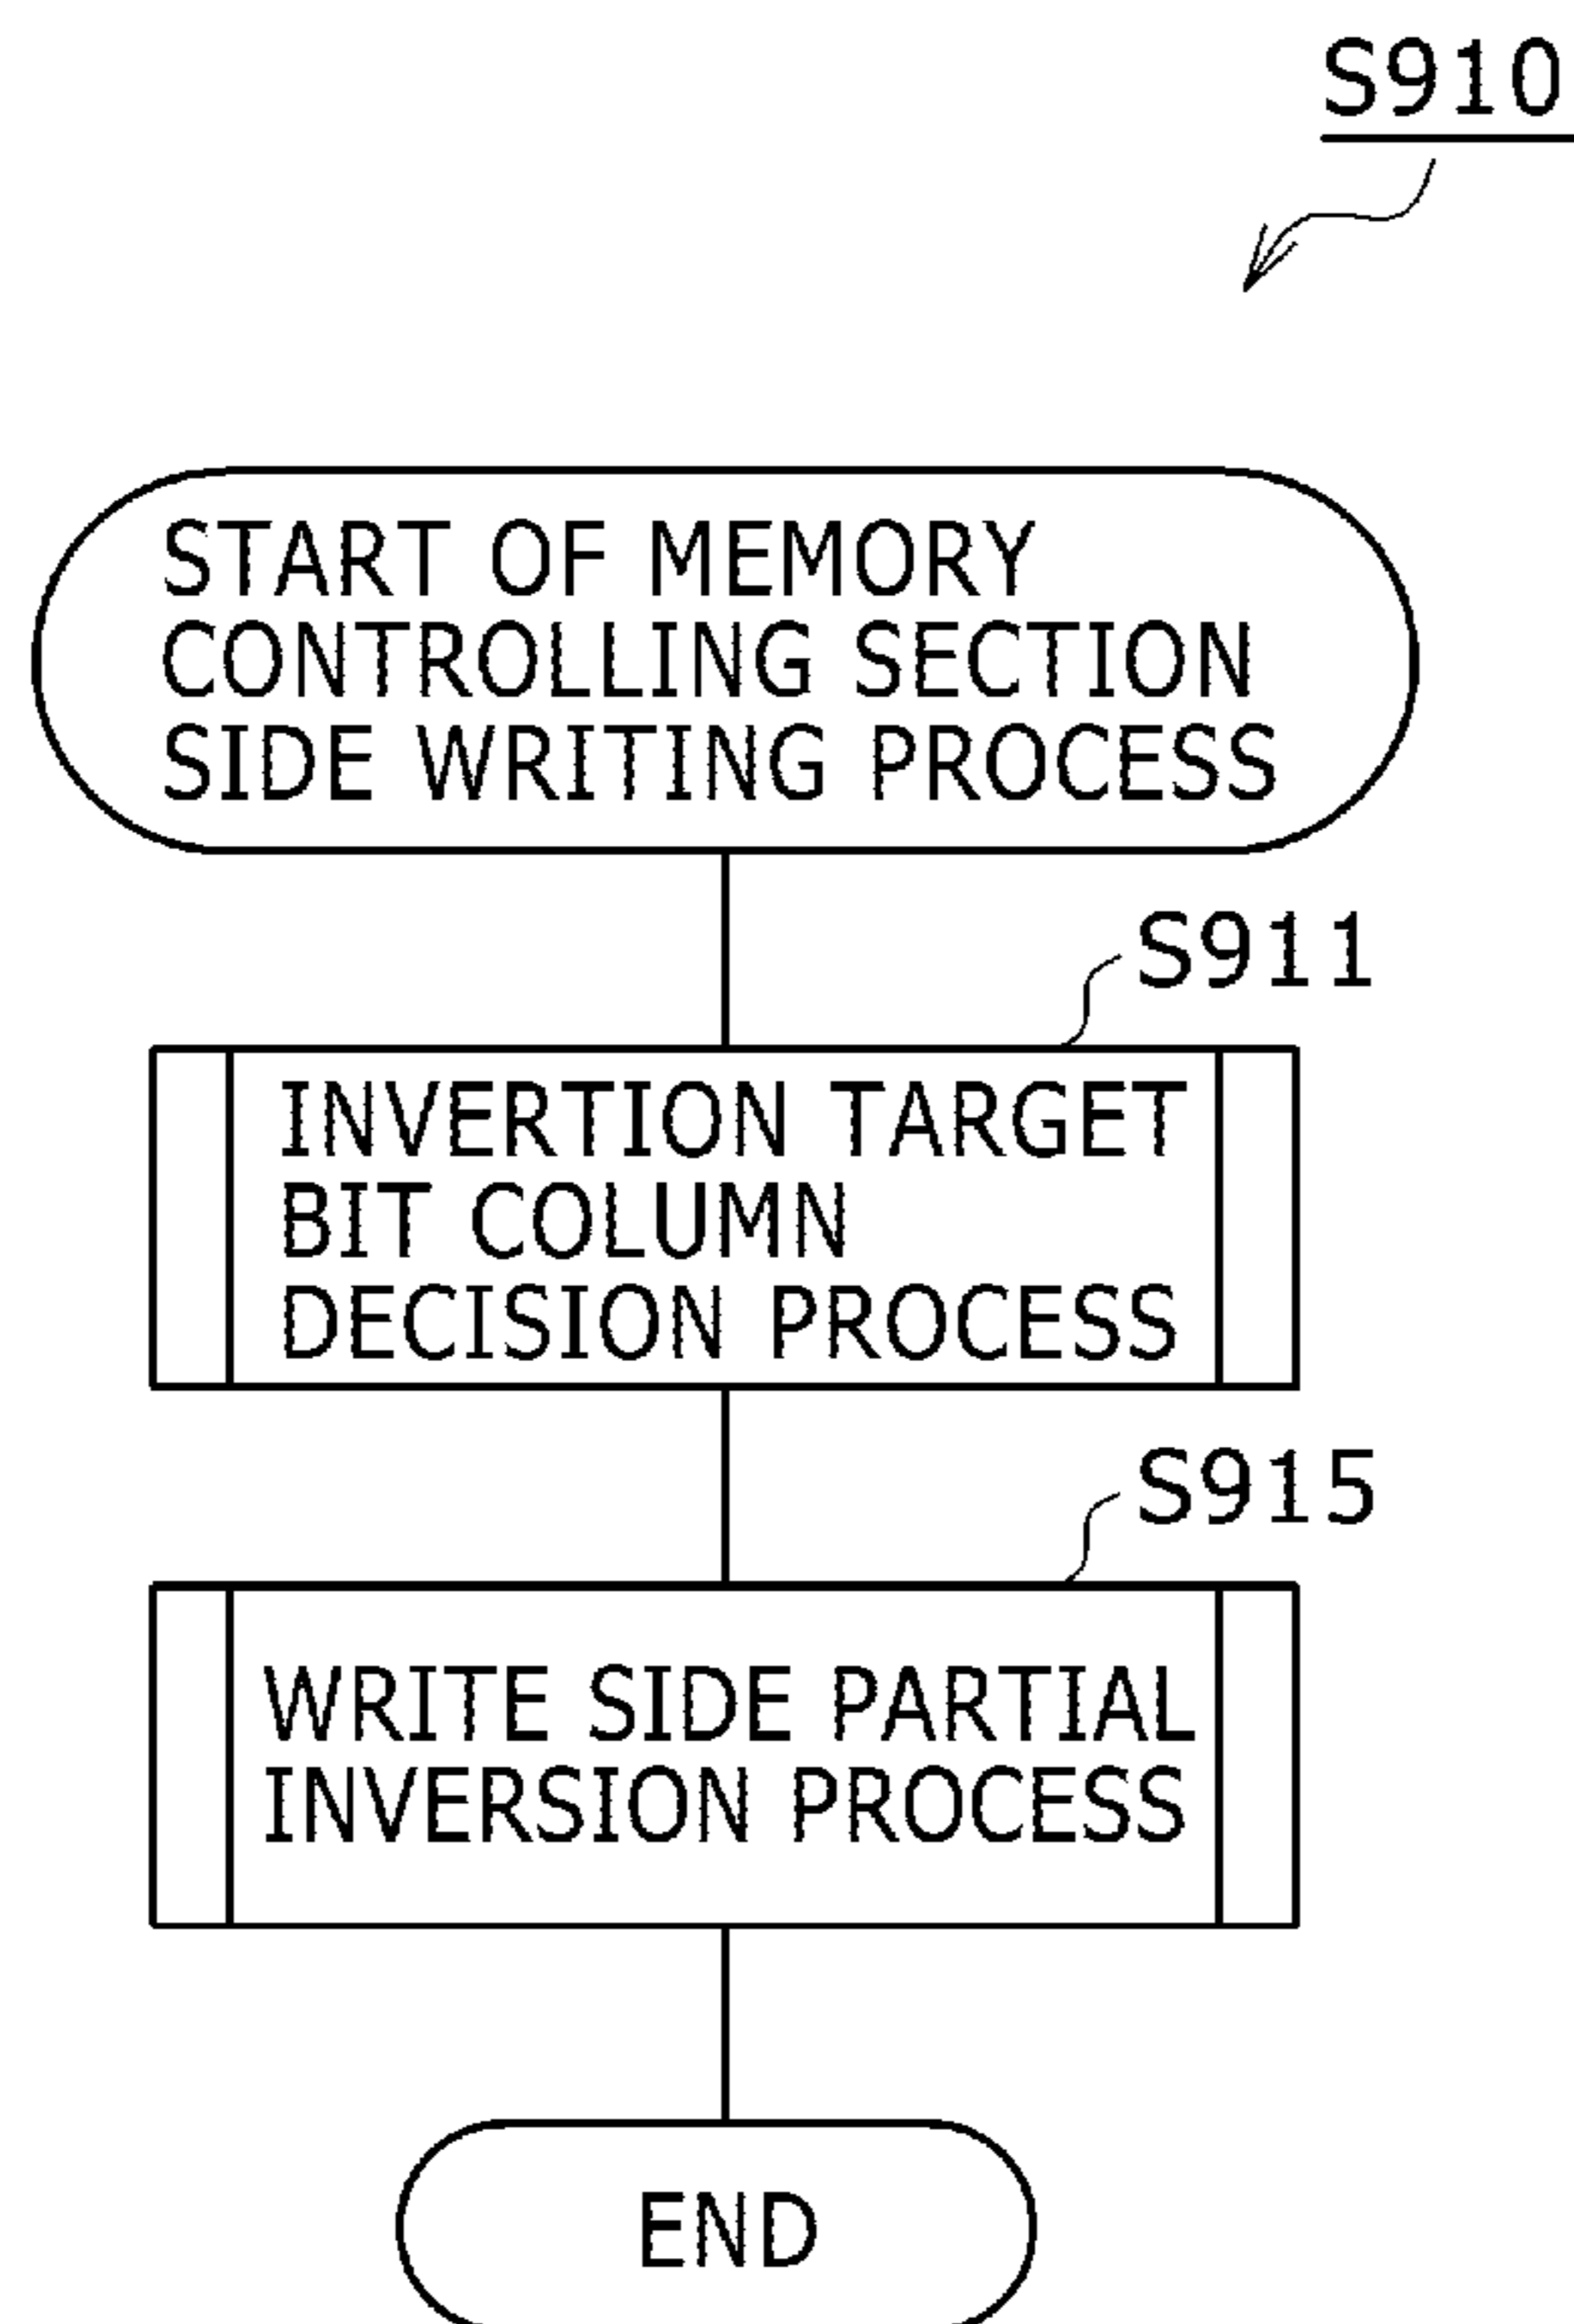 S910
START OF MEMORY
CONTROLLING SECTION
SIDE WRITING PROCESS
S911
INVERTION TARGET
BIT COLUMN
DECISION PROCESS
S915
WRITE SIDE PARTIAL
INVERSION PROCESS
END